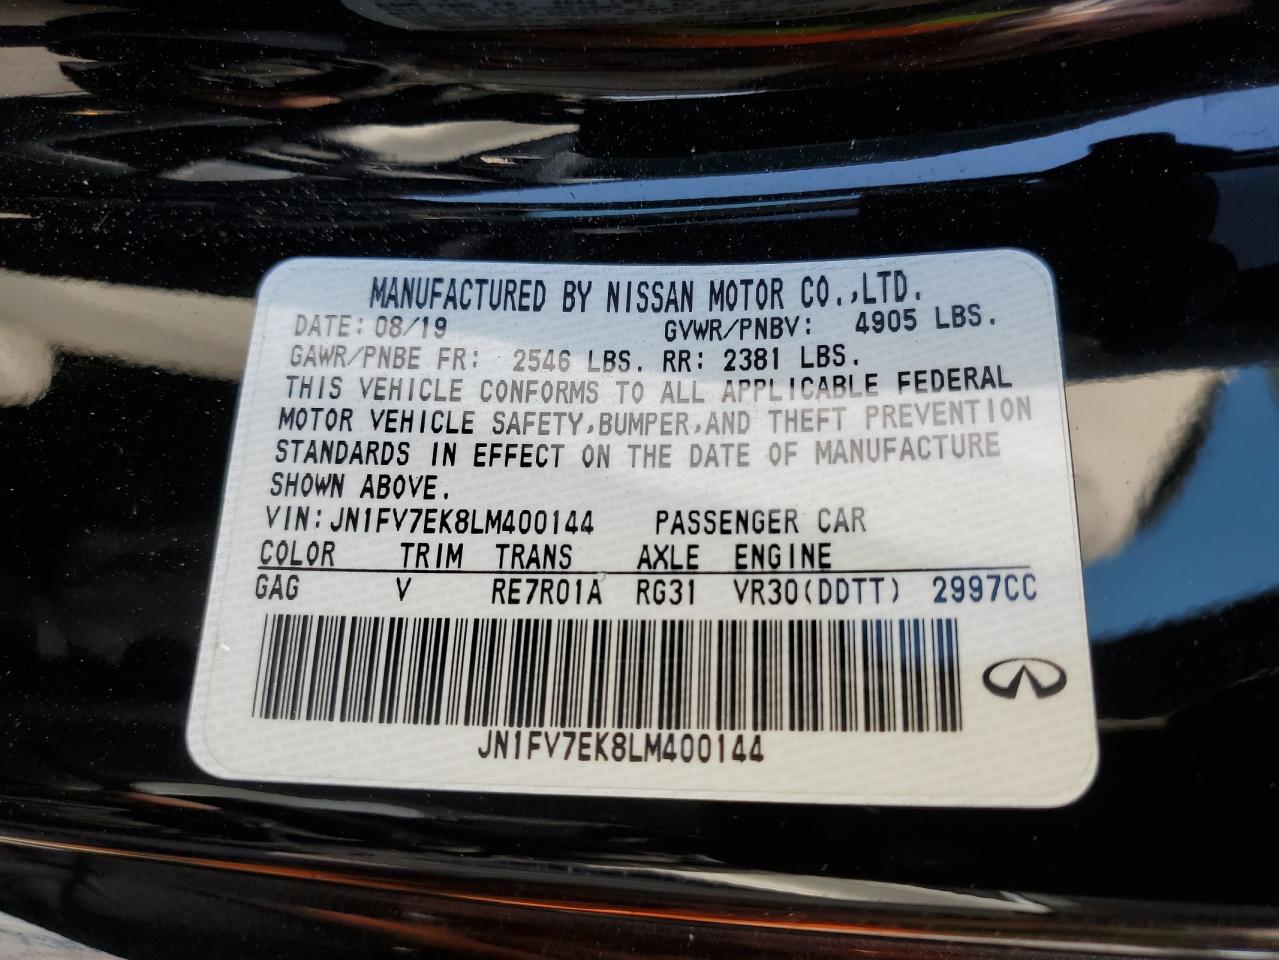 MANUFACTURED BY NISSAN MOTOR CO.,LTD.
DATE: 08/19 GVWR/PNBV: 4905 LBS.
GAWR/PNBE FR: 2546 LBS. RR: 2381 LBS.
THIS VEHICLE CONFORMS TO ALL APPLICABLE FEDERAL
MOTOR VEHICLE SAFETY,BUMPER,AND THEFT PREVENTION
STANDARDS IN EFFECT ON THE DATE OF MANUFACTURE
SHOWN ABOVE.
VIN:JN1FV7EK8LM400144 PASSENGER CAR
COLOR TRIM TRANS AXLE ENGINE
GAG V RE7R01A RG31 VR30(DDTT) 2997CC
JN1FV7EK8LM400144